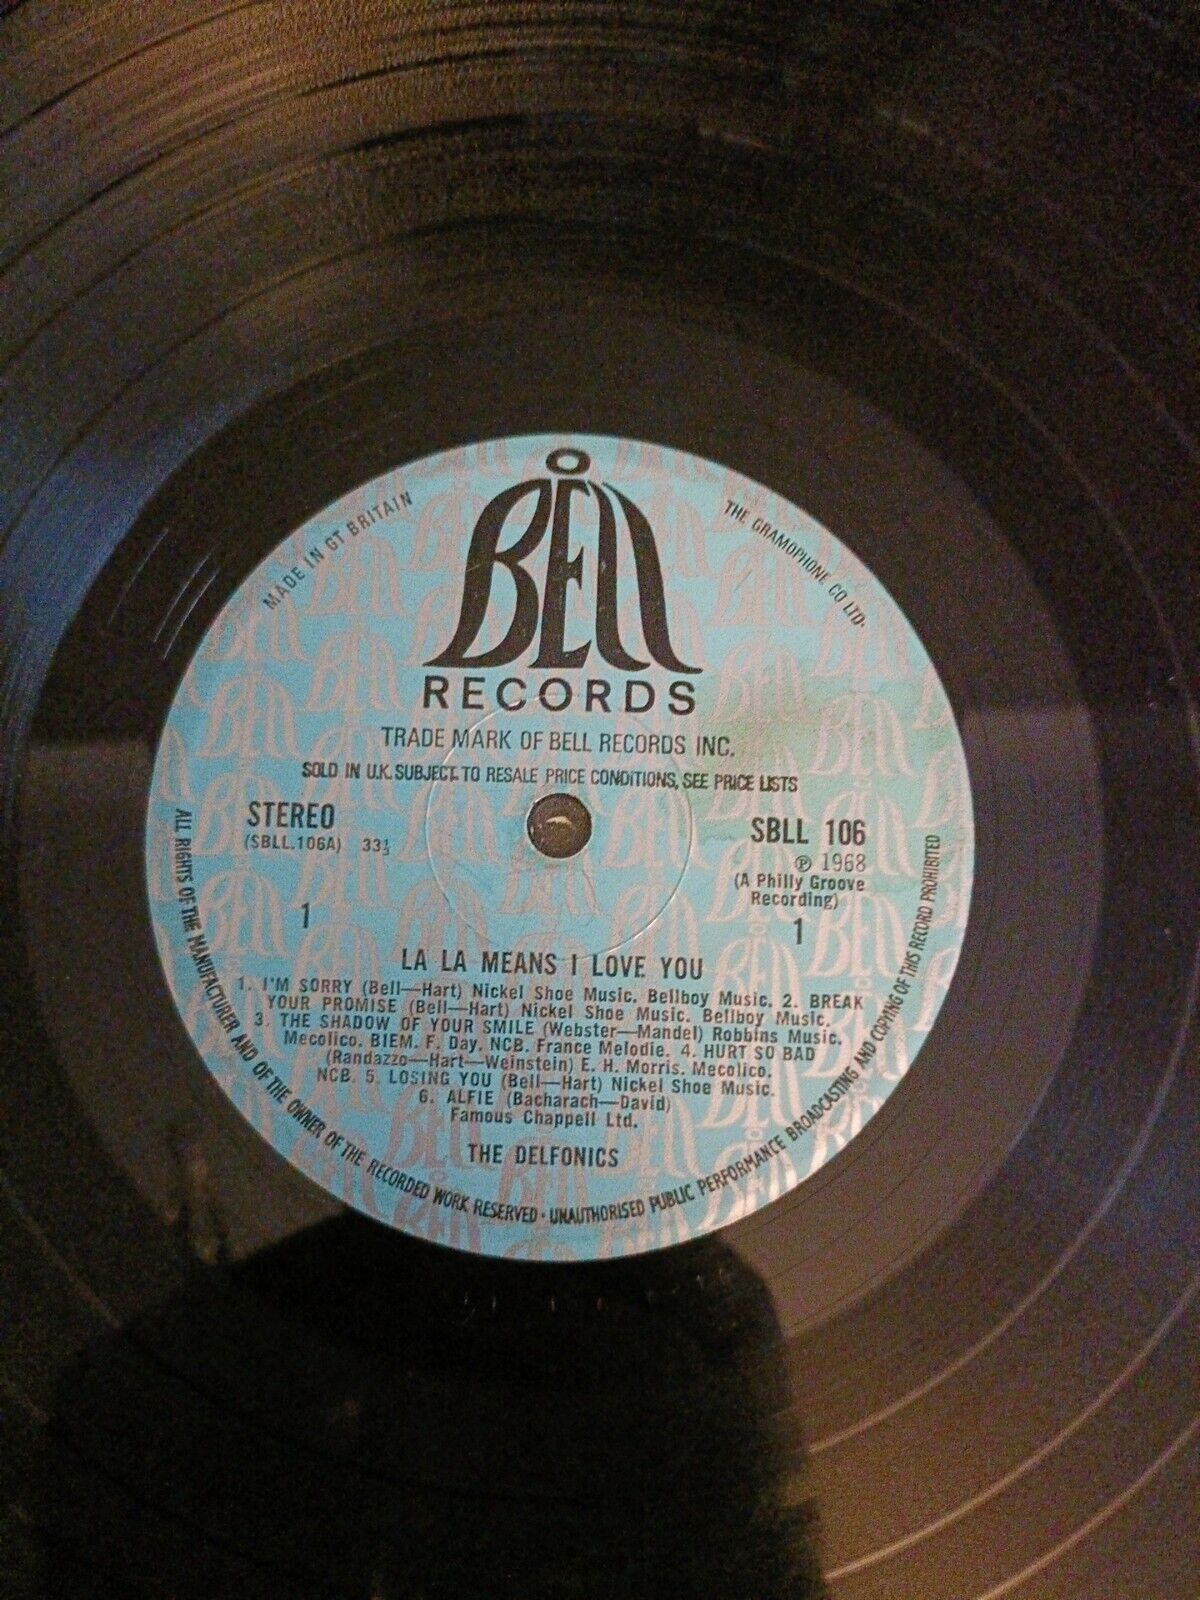 BELL
RECORDS
MADE IN GT BRITAIN
THE GRAMOPHONE CO LTD.
TRADE MARK OF BELL RECORDS INC.
SOLD IN U.K. SUBJECT TO RESALE PRICE CONDITIONS, SEE PRICE LISTS
STEREO
(SBLL.106A) 33⅓
1
SBLL 106
℗ 1968
(A Philly Groove
Recording)
1
LA LA MEANS I LOVE YOU
1. I'M SORRY (Bell—Hart) Nickel Shoe Music. Bellboy Music. 2. BREAK
YOUR PROMISE (Bell—Hart) Nickel Shoe Music. Bellboy Music.
3. THE SHADOW OF YOUR SMILE (Webster—Mandel) Robbins Music.
Mecolico. BIEM. F. Day. NCB. France Melodie. 4. HURT SO BAD
(Randazzo—Hart—Weinstein) E. H. Morris. Mecolico.
NCB. 5. LOSING YOU (Bell—Hart) Nickel Shoe Music.
6. ALFIE (Bacharach—David)
Famous Chappell Ltd.
THE DELFONICS
ALL RIGHTS OF THE MANUFACTURER AND OF THE OWNER OF THE RECORDED WORK RESERVED · UNAUTHORISED PUBLIC PERFORMANCE BROADCASTING AND COPYING OF THIS RECORD PROHIBITED